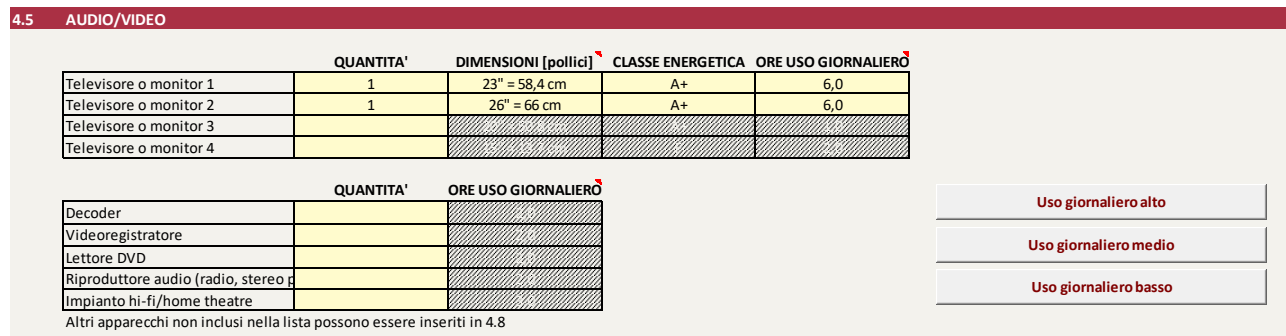 4.5 AUDIO/VIDEO
QUANTITA' DIMENSIONI [pollici] CLASSE ENERGETICA ORE USO GIORNALIERO
Televisore o monitor 1 1 23" = 58,4 cm A+ 6,0
Televisore o monitor 2 1 26" = 66 cm A+ 6,0
Televisore o monitor 3
Televisore o monitor 4
QUANTITA' ORE USO GIORNALIERO
Decoder
Videoregistratore
Lettore DVD
Riproduttore audio (radio, stereo p
Impianto hi-fi/home theatre
Altri apparecchi non inclusi nella lista possono essere inseriti in 4.8
Uso giornaliero alto
Uso giornaliero medio
Uso giornaliero basso